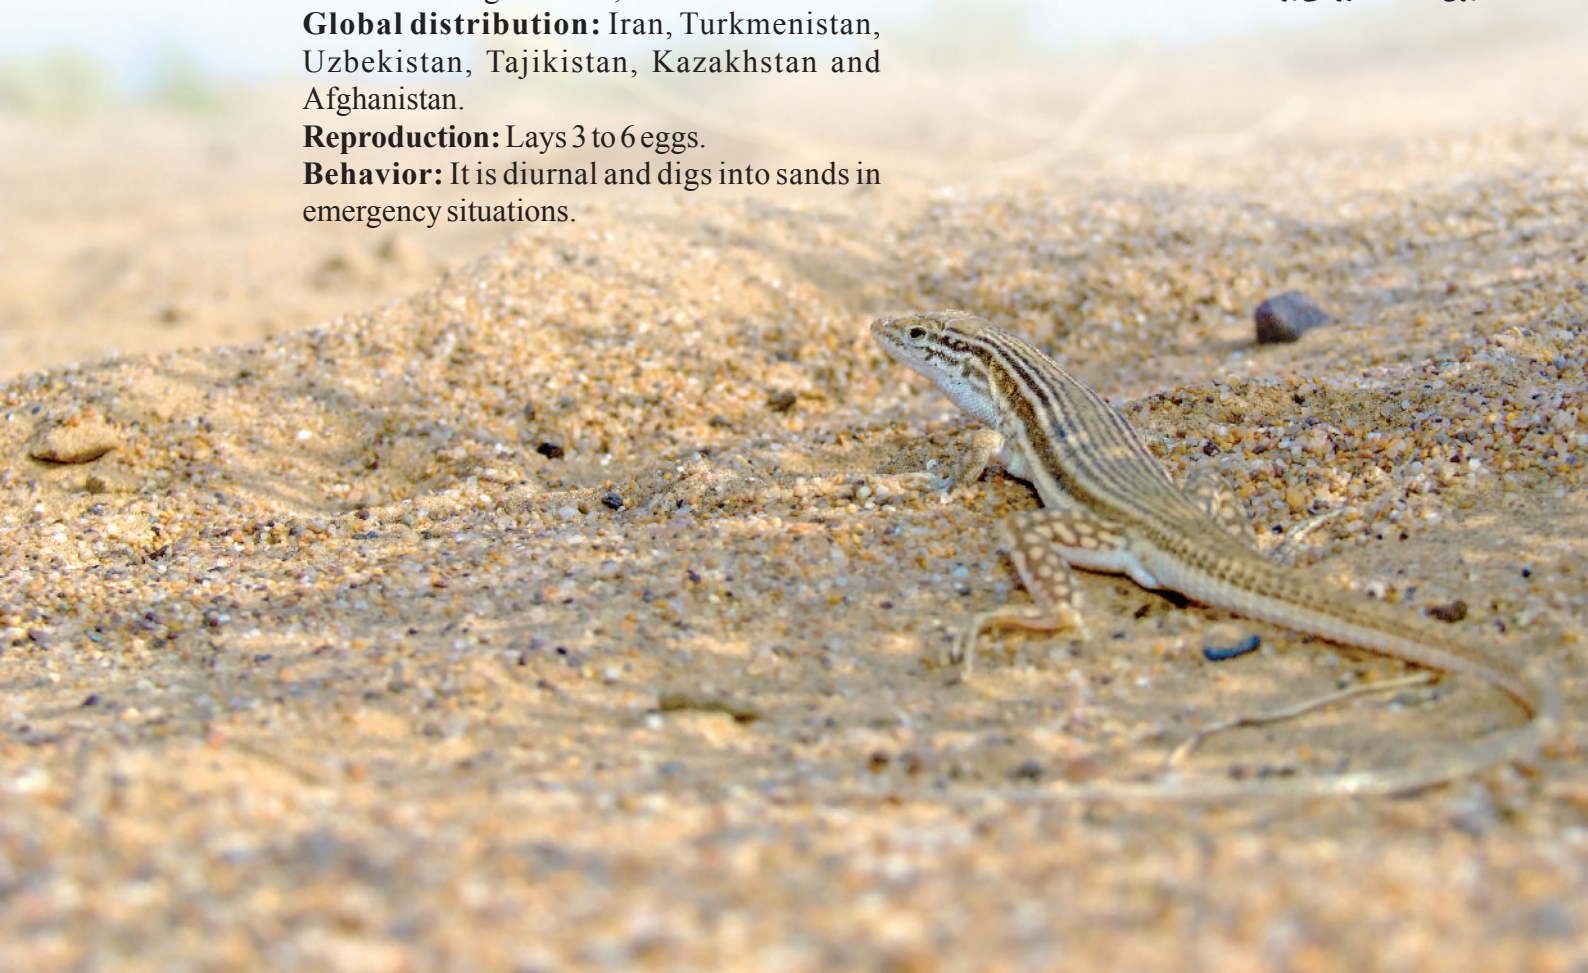 Global distribution: Iran, Turkmenistan,
Uzbekistan, Tajikistan, Kazakhstan and
Afghanistan.
Reproduction: Lays 3 to 6 eggs.
Behavior: It is diurnal and digs into sands in
emergency situations.